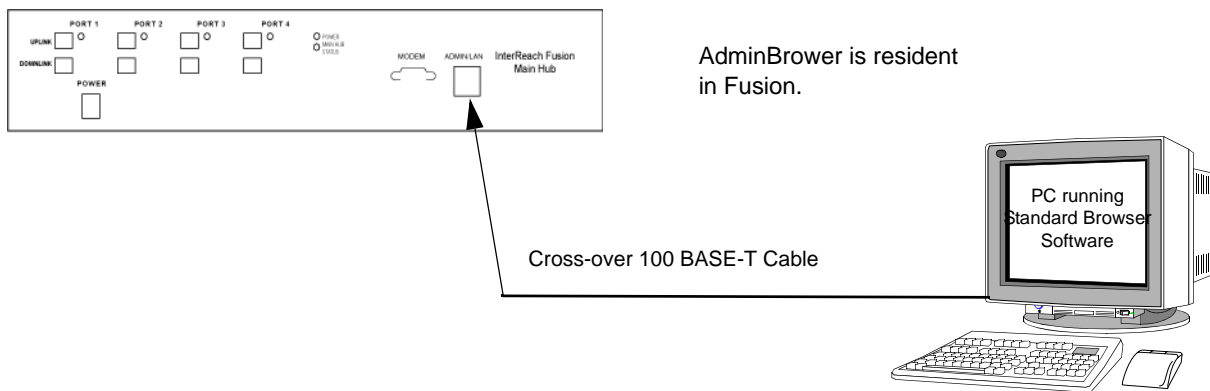 PORT 1 PORT 2 PORT 3 PORT 4
UPLINK
POWER
MAIN HUB
STATUS
DOWNLINK
POWER
MODEM
ADMIN/LAN
InterReach Fusion
Main Hub
AdminBrower is resident
in Fusion.
PC running
Standard Browser
Software
Cross-over 100 BASE-T Cable